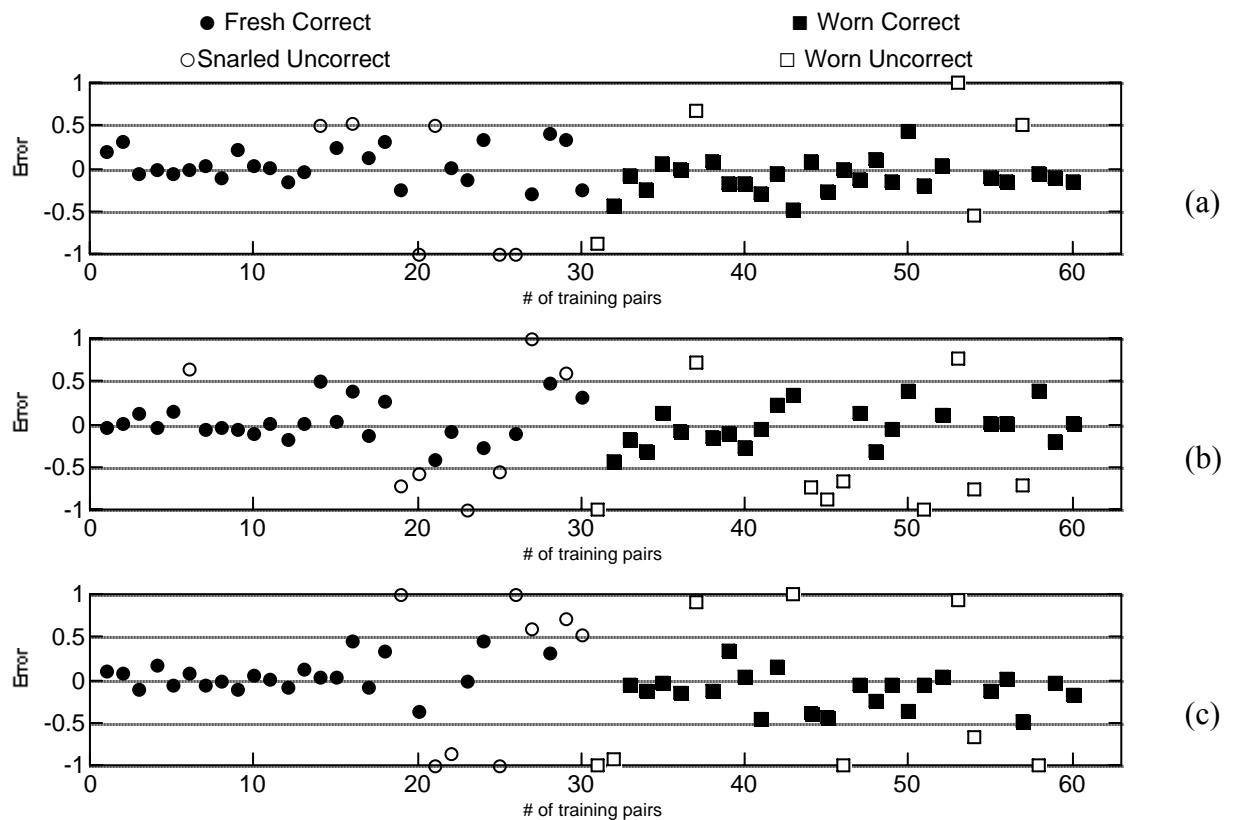 Fresh Correct Worn Correct
Snarled Uncorrect Worn Uncorrect
1
0.5
0
-0.5
-1
Error
0 10 20 30 40 50 60
# of training pairs
(a)
1
0.5
0
-0.5
-1
Error
0 10 20 30 40 50 60
# of training pairs
(b)
1
0.5
0
-0.5
-1
Error
0 10 20 30 40 50 60
# of training pairs
(c)